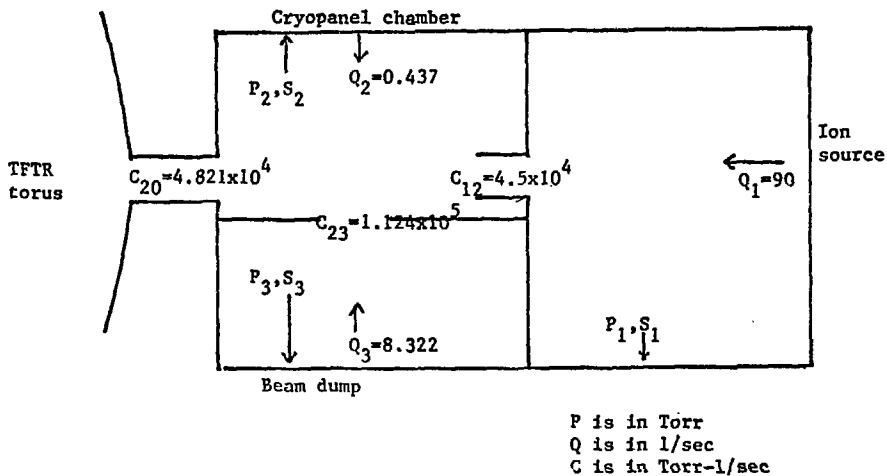 Cryopanel chamber
P2,S2
Q2=0.437
TFTR
torus
C20=4.821x10^4
C12=4.5x10^4
Q1=90
Ion
source
C23=1.124x10^5
P3,S3
Q3=8.322
P1,S1
Beam dump
P is in Torr
Q is in l/sec
C is in Torr-l/sec